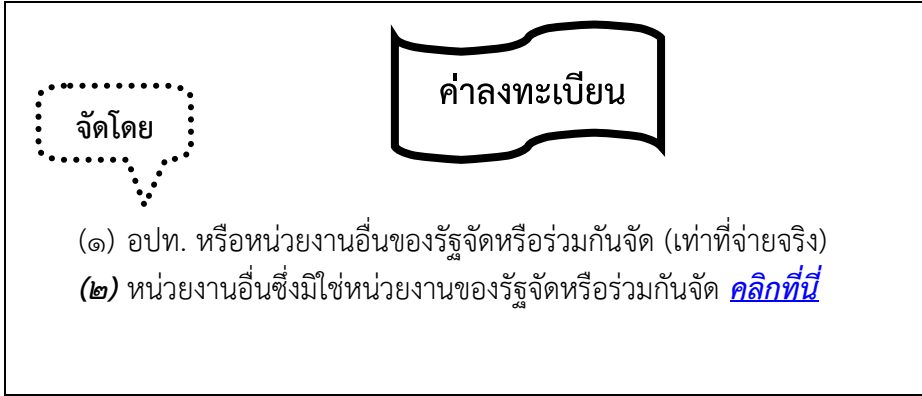 ค่าลงทะเบียน
จัดโดย
(๑) อปท. หรือหน่วยงานอื่นของรัฐจัดหรือร่วมกันจัด (เท่าที่จ่ายจริง)
(๒) หน่วยงานอื่นซึ่งมิใช่หน่วยงานของรัฐจัดหรือร่วมกันจัด คลิกที่นี่